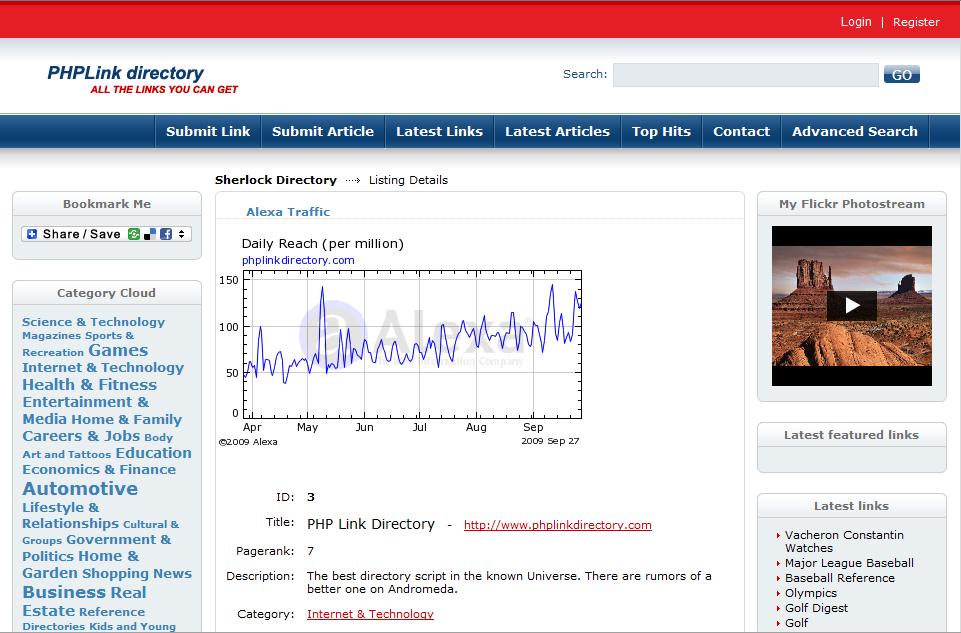 Login | Register
PHPLink directory
ALL THE LINKS YOU CAN GET
Search:
GO
Submit Link
Submit Article
Latest Links
Latest Articles
Top Hits
Contact
Advanced Search
Sherlock Directory
Listing Details
Bookmark Me
Share / Save
Category Cloud
Science & Technology
Magazines Sports &
Recreation Games
Internet & Technology
Health & Fitness
Entertainment &
Media Home & Family
Careers & Jobs Body
Art and Tattoos Education
Economics & Finance
Automotive
Lifestyle &
Relationships Cultural &
Groups Government &
Politics Home &
Garden Shopping News
Business Real
Estate Reference
Directories Kids and Young
Alexa Traffic
Daily Reach (per million)
phplinkdirectory.com
150
100
50
0
Alexa
Company
Apr May Jun Jul Aug Sep
©2009 Alexa
2009 Sep 27
ID: 3
Title: PHP Link Directory - http://www.phplinkdirectory.com
Pagerank: 7
Description: The best directory script in the known Universe. There are rumors of a
better one on Andromeda.
Category: Internet & Technology
My Flickr Photostream
Latest featured links
Latest links
Vacheron Constantin
Watches
Major League Baseball
Baseball Reference
Olympics
Golf Digest
Golf